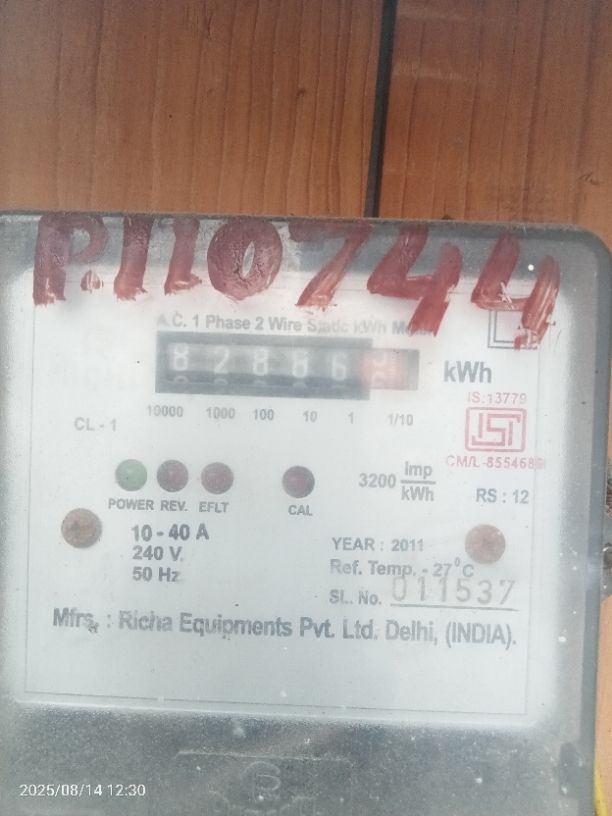 P110744
A.C. 1 Phase 2 Wire Static kWh
82886
kWh
10000 1000 100 10 1 1/10
IS:13779
CL - 1
ISI
CM/L-855468
3200 Imp/kWh
RS : 12
POWER REV. EFLT CAL
10-40 A
240 V.
50 Hz
YEAR : 2011
Ref. Temp. - 27°C
SL. No. 011537
Mfrs. : Richa Equipments Pvt. Ltd. Delhi, (INDIA).
2025/08/14 12:30